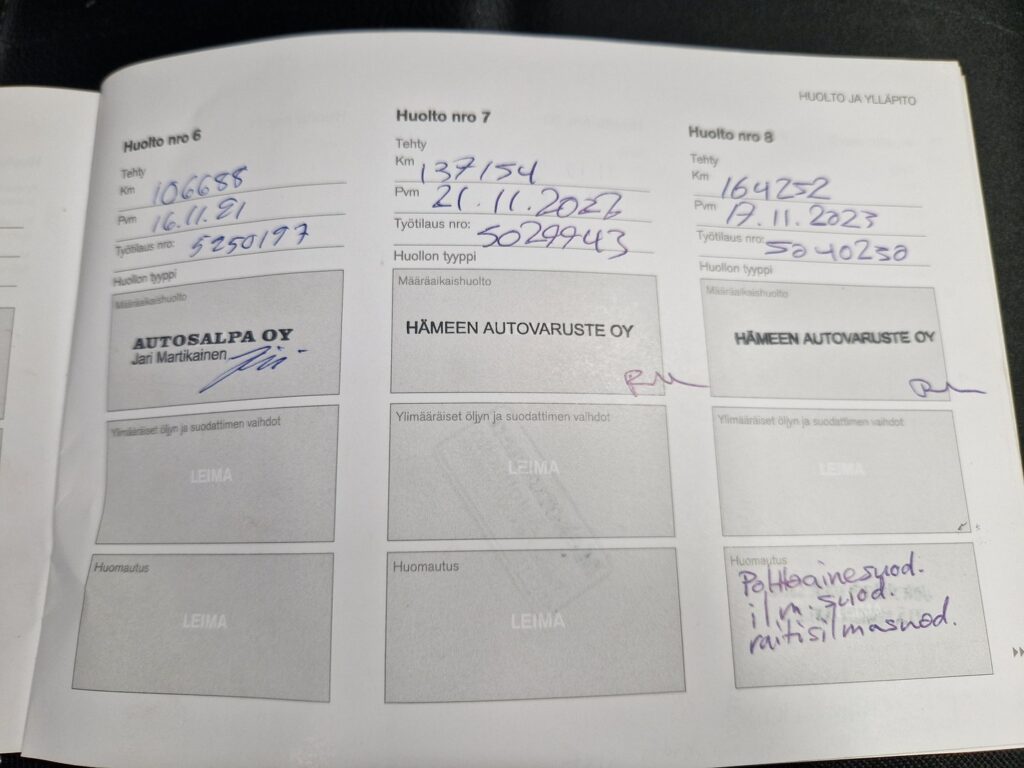 HUOLTO JA YLLÄPITO
Huolto nro 6
Tehty
Km 106688
Pvm 16.11.21
Työtilaus nro: 5250197
Huollon tyyppi
Määräaikaishuolto
AUTOSALPA OY
Jari Martikainen
Ylimääräiset öljyn ja suodattimen vaihdot
LEIMA
Huomautus
LEIMA
Huolto nro 7
Tehty
Km 137154
Pvm 21.11.2022
Työtilaus nro: 5029943
Huollon tyyppi
Määräaikaishuolto
HÄMEEN AUTOVARUSTE OY
Ylimääräiset öljyn ja suodattimen vaihdot
LEIMA
Huomautus
LEIMA
Huolto nro 8
Tehty
Km 164252
Pvm 17.11.2023
Työtilaus nro: 5040230
Huollon tyyppi
Määräaikaishuolto
HÄMEEN AUTOVARUSTE OY
Ylimääräiset öljyn ja suodattimen vaihdot
LEIMA
Huomautus
Polttoainesuod.
ilm.suod.
raitisilmasuod.